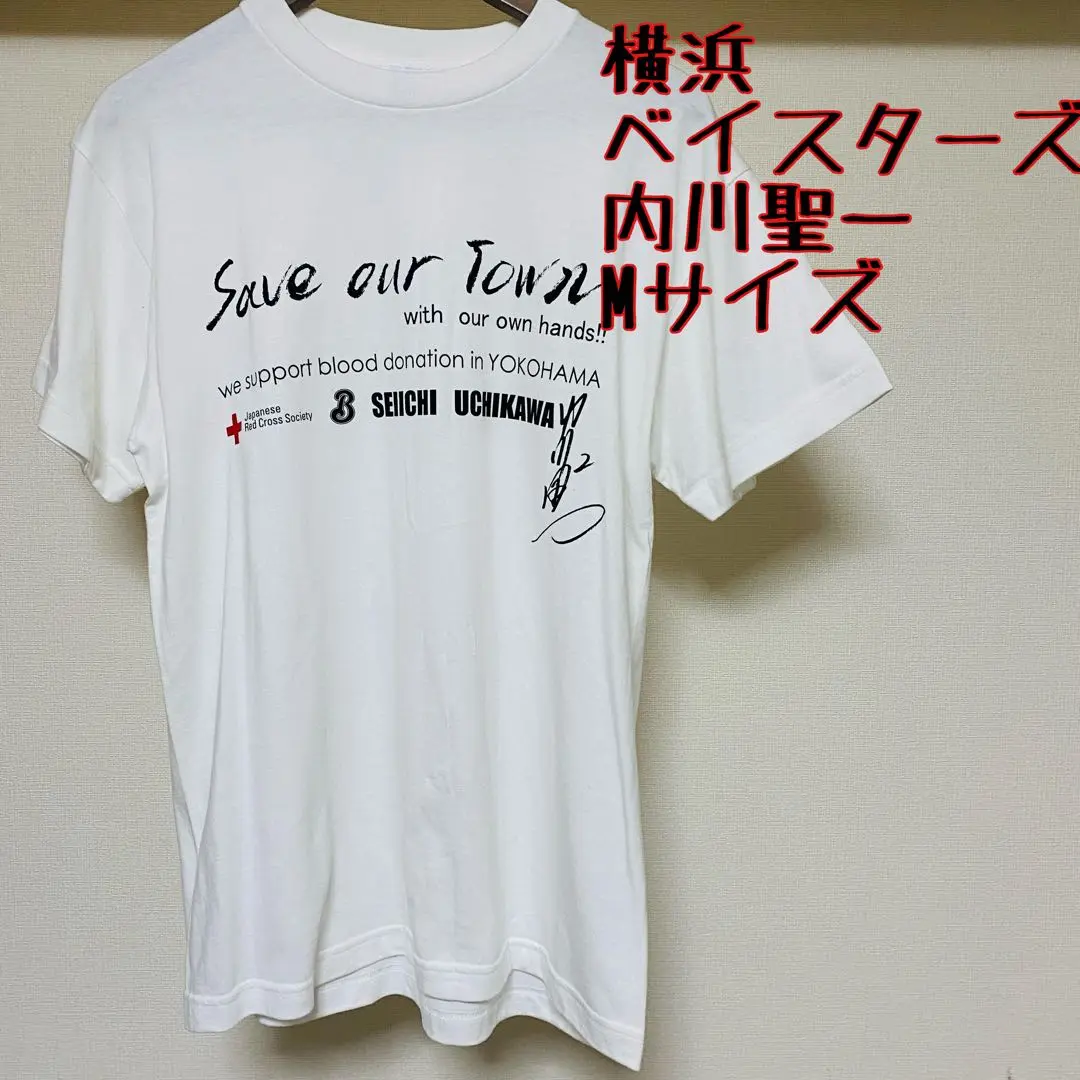 横浜
ベイスターズ
内川聖一
Mサイズ
Save our Town
with our own hands!!
we support blood donation in YOKOHAMA
Japanese
Red Cross Society
B SEIICHI UCHIKAWA
2